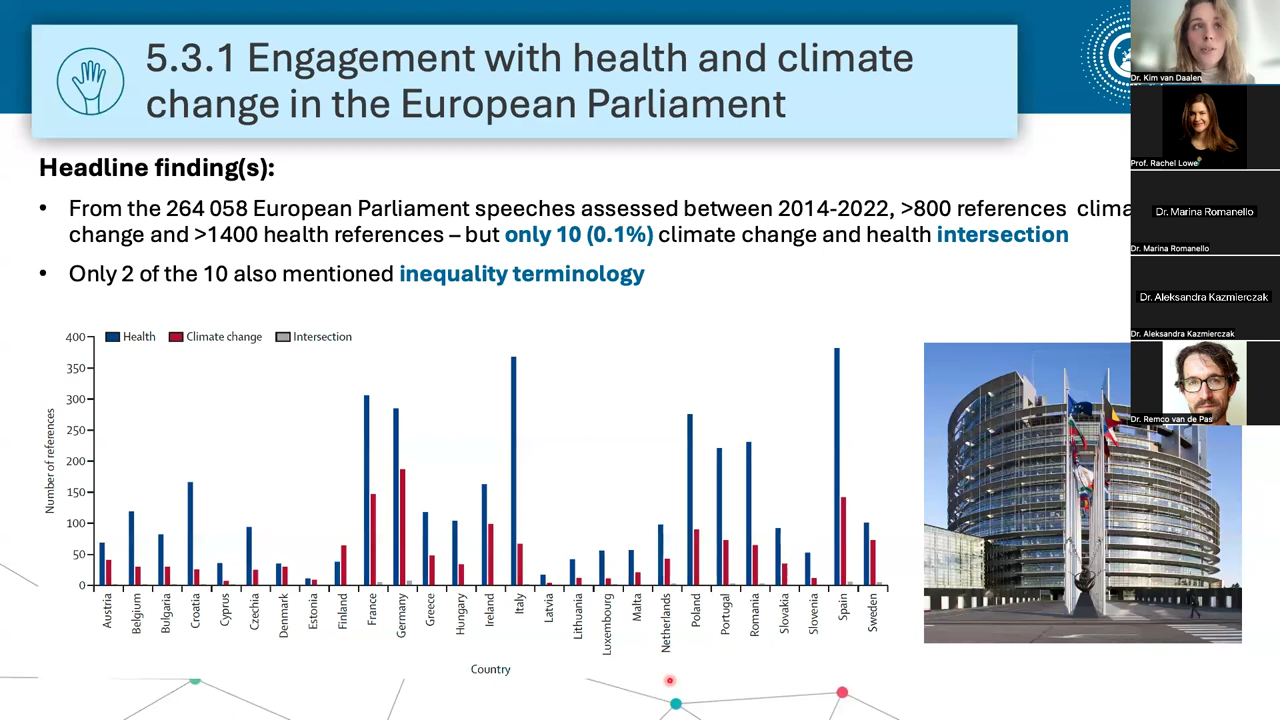 5.3.1 Engagement with health and climate
change in the European Parliament
Headline finding(s):
• From the 264 058 European Parliament speeches assessed between 2014-2022, >800 references clima
change and >1400 health references – but only 10 (0.1%) climate change and health intersection
• Only 2 of the 10 also mentioned inequality terminology
Health
Climate change
Intersection
Number of references
400
350
300
250
200
150
100
50
0
Austria
Belgium
Bulgaria
Croatia
Cyprus
Czechia
Denmark
Estonia
Finland
France
Germany
Greece
Hungary
Ireland
Italy
Latvia
Lithuania
Luxembourg
Malta
Netherlands
Poland
Portugal
Romania
Slovakia
Slovenia
Spain
Sweden
Country
Dr. Kim van Daalen
Prof. Rachel Lowe
Dr. Marina Romanello
Dr. Marina Romanello
Dr. Aleksandra Kazmierczak
Dr. Aleksandra Kazmierczak
Dr. Remco van de Pas